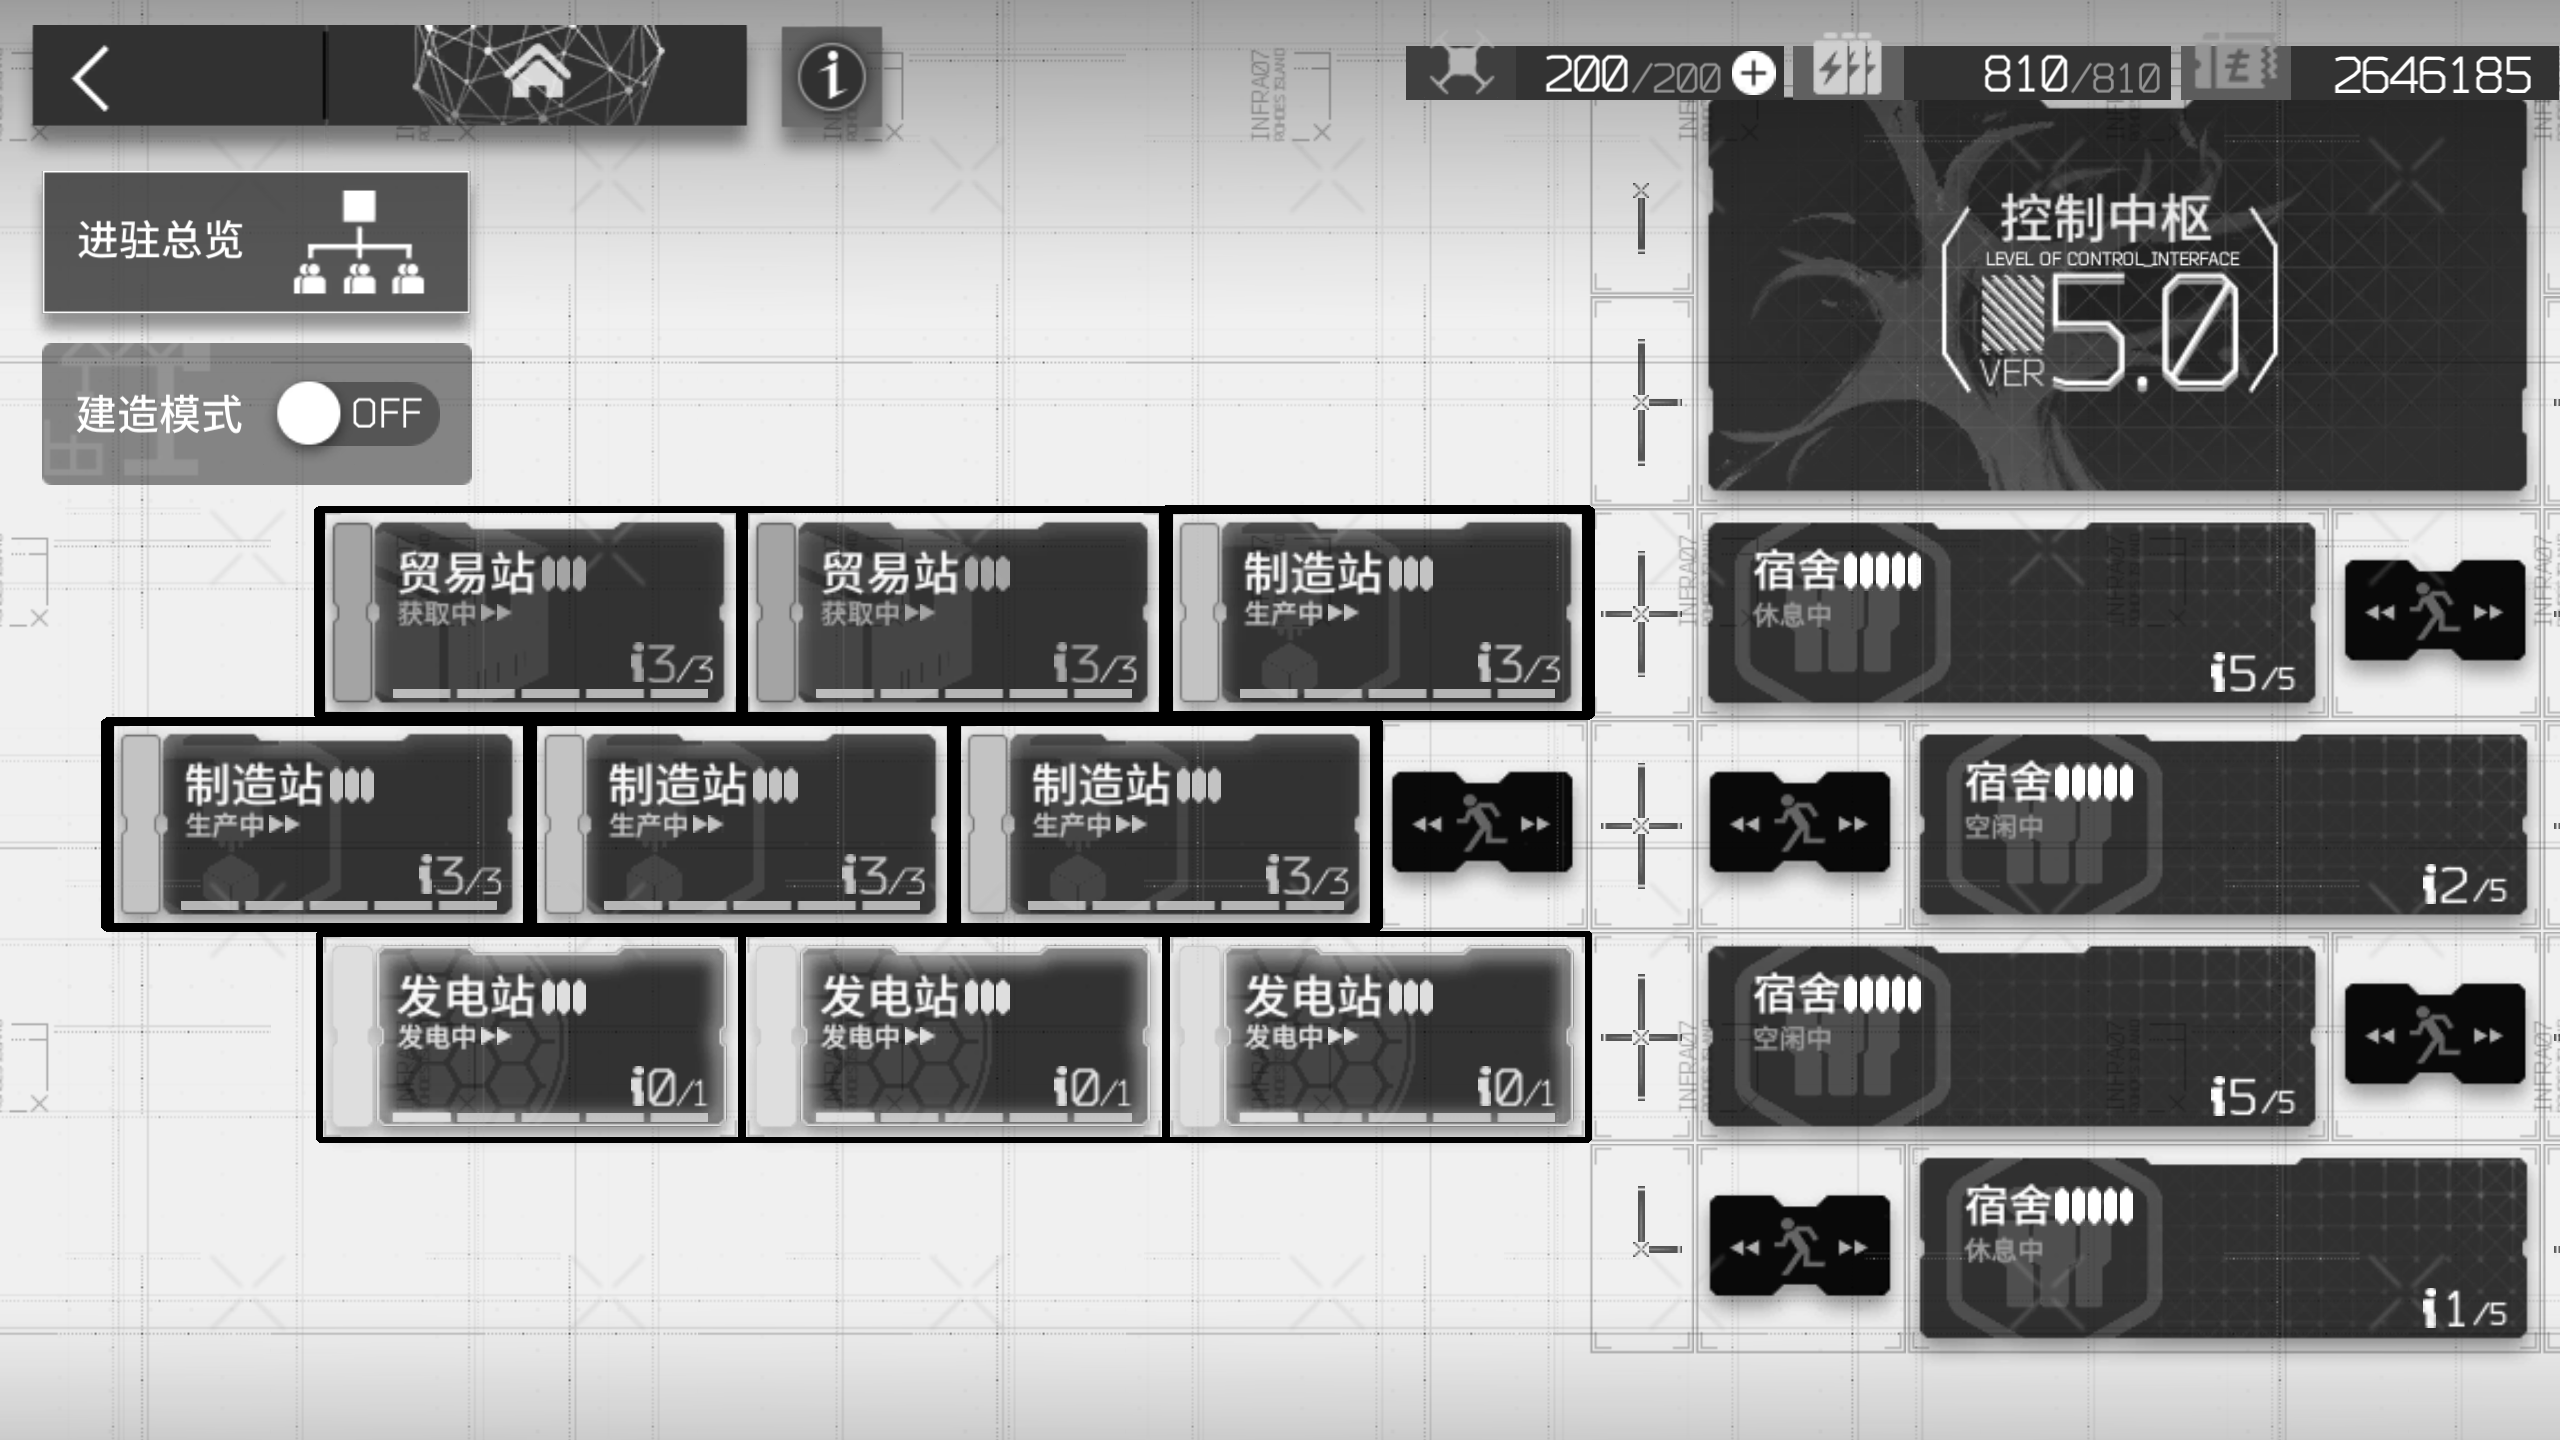 200/200
810/810
2646185
进驻总览
建造模式 OFF
控制中枢
LEVEL OF CONTROL_INTERFACE
VER 5.0
贸易站
获取中
3/3
贸易站
获取中
3/3
制造站
生产中
3/3
宿舍
休息中
5/5
制造站
生产中
3/3
制造站
生产中
3/3
制造站
生产中
3/3
宿舍
空闲中
2/5
发电站
发电中
0/1
发电站
发电中
0/1
发电站
发电中
0/1
宿舍
空闲中
5/5
宿舍
休息中
1/5
INFRA07
RHODES ISLAND